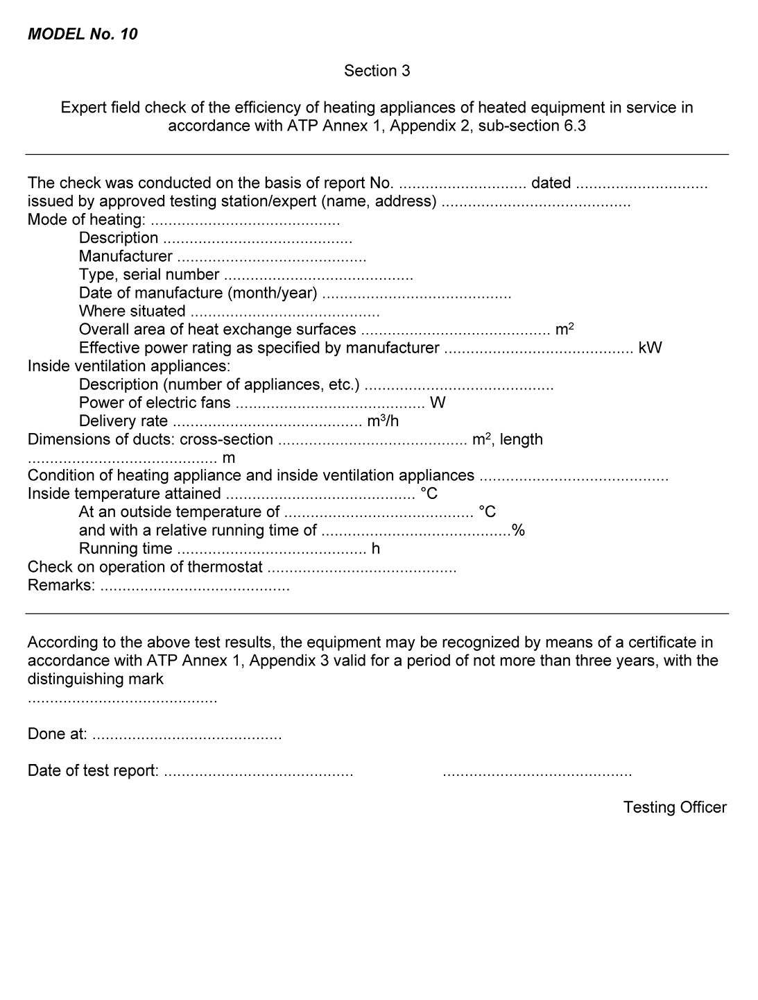 MODEL No. 10
Section 3
Expert field check of the efficiency of heating appliances of heated equipment in service in
accordance with ATP Annex 1, Appendix 2, sub-section 6.3
The check was conducted on the basis of report No. ............................. dated ..............................
issued by approved testing station/expert (name, address) ...........................................
Mode of heating: ...........................................
Description ...........................................
Manufacturer ...........................................
Type, serial number ...........................................
Date of manufacture (month/year) ...........................................
Where situated ...........................................
Overall area of heat exchange surfaces ........................................... m²
Effective power rating as specified by manufacturer ........................................... kW
Inside ventilation appliances:
Description (number of appliances, etc.) ...........................................
Power of electric fans ........................................... W
Delivery rate ........................................... m³/h
Dimensions of ducts: cross-section ........................................... m², length
........................................... m
Condition of heating appliance and inside ventilation appliances ...........................................
Inside temperature attained ........................................... °C
At an outside temperature of ........................................... °C
and with a relative running time of ...........................................%
Running time ........................................... h
Check on operation of thermostat ...........................................
Remarks: ...........................................
According to the above test results, the equipment may be recognized by means of a certificate in
accordance with ATP Annex 1, Appendix 3 valid for a period of not more than three years, with the
distinguishing mark
...........................................
Done at: ...........................................
Date of test report: ........................................... ...........................................
Testing Officer